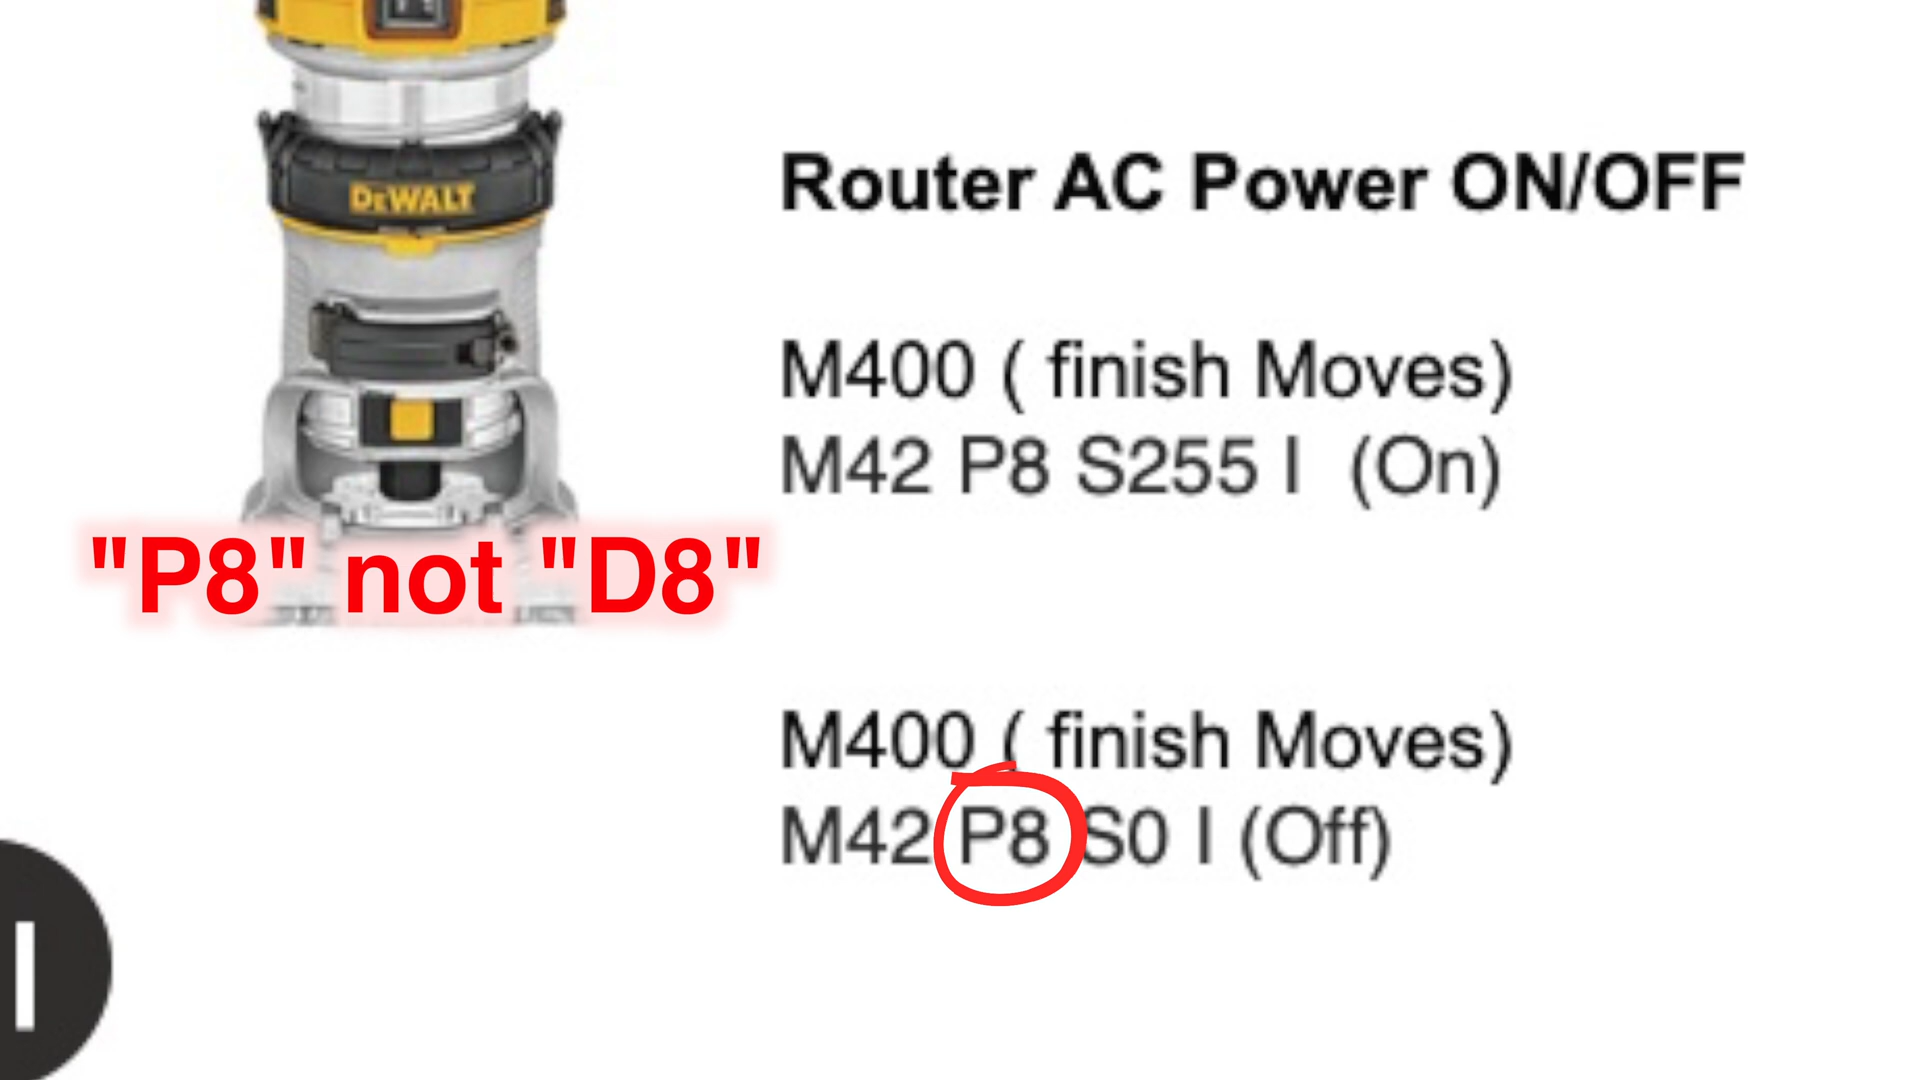 DEWALT
Router AC Power ON/OFF
M400 ( finish Moves)
M42 P8 S255 I  (On)
"P8" not "D8"
M400 ( finish Moves)
M42 P8 S0 I (Off)